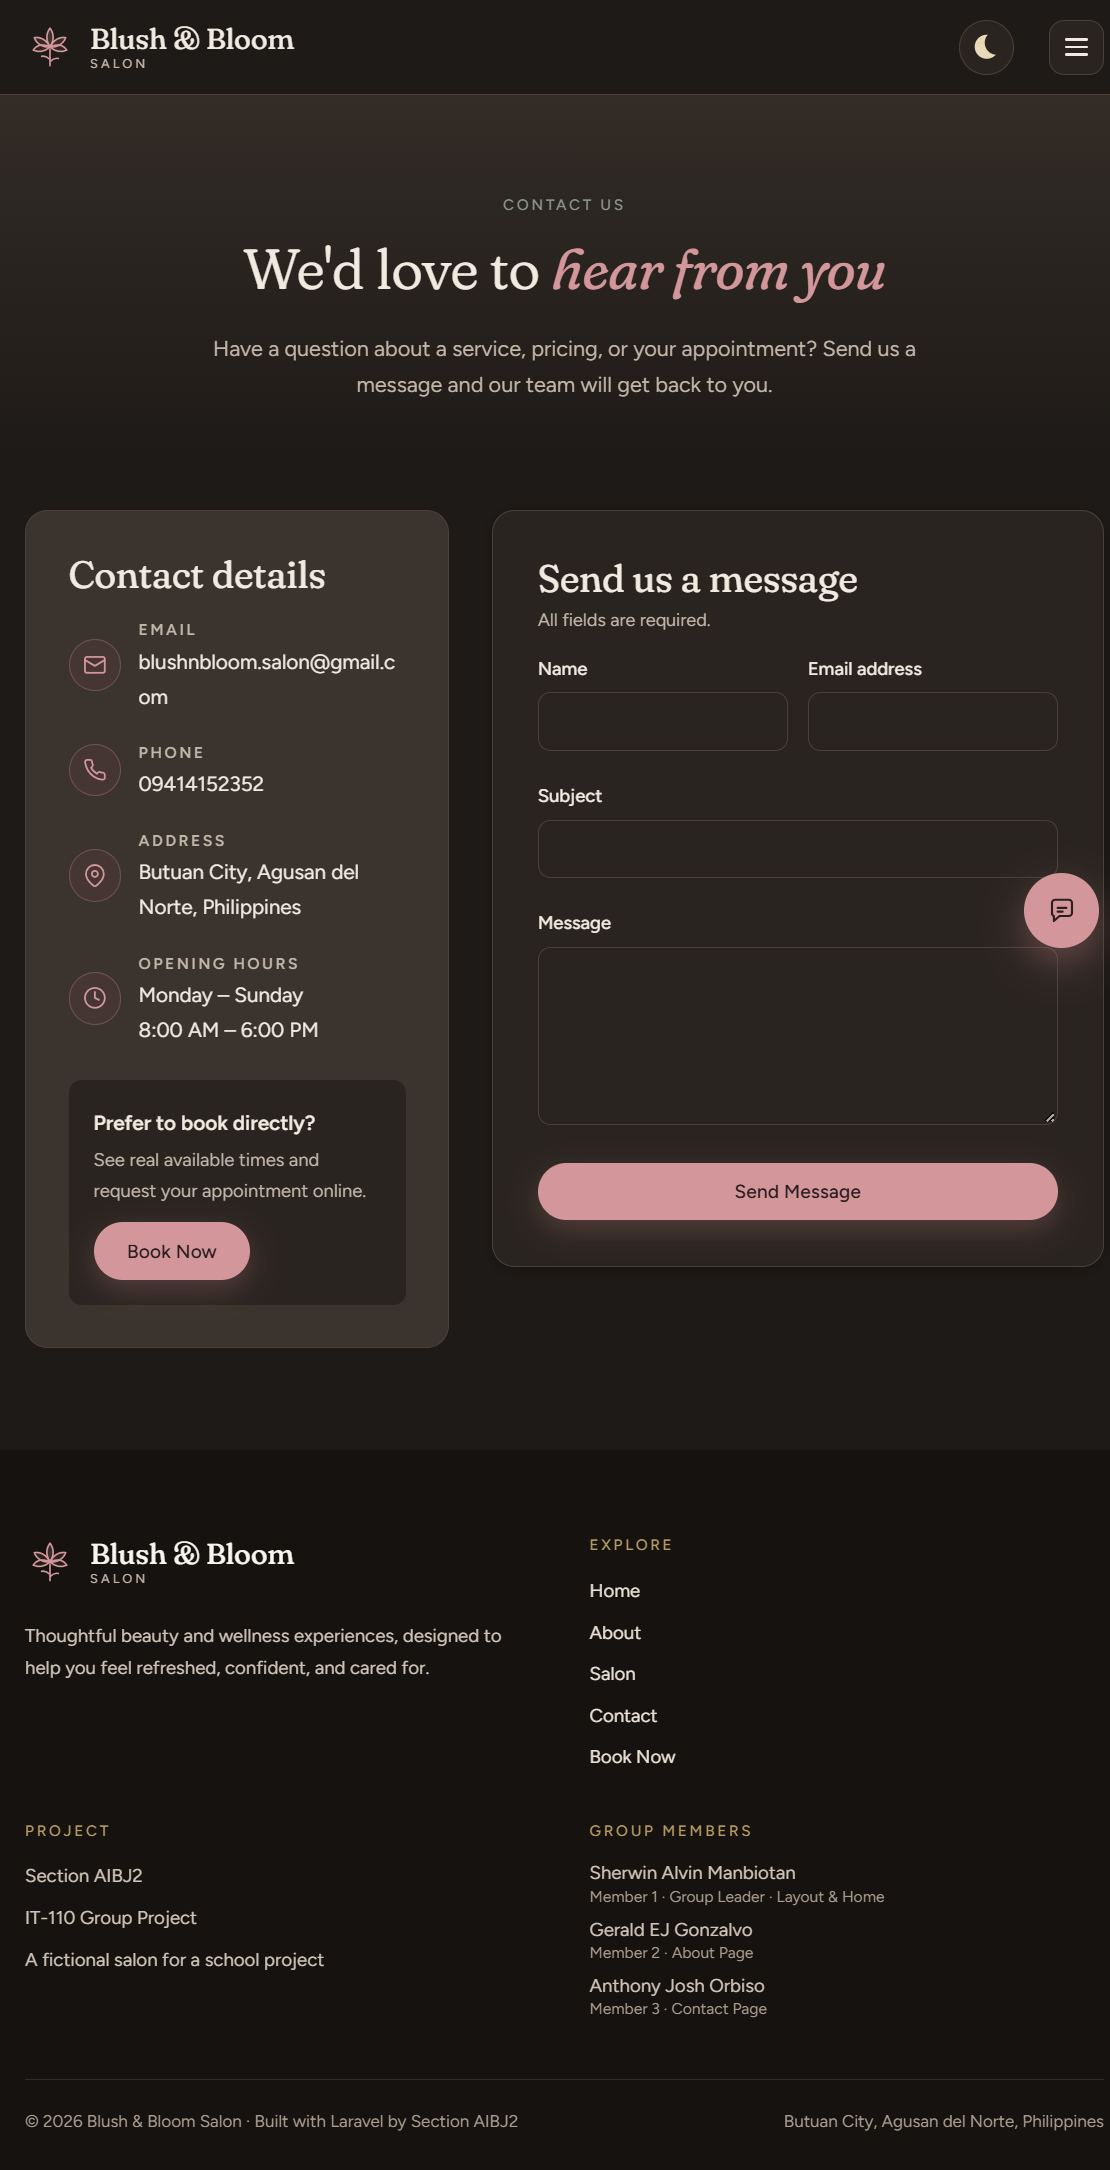 Blush & Bloom
SALON
CONTACT US
We'd love to hear from you
Have a question about a service, pricing, or your appointment? Send us a
message and our team will get back to you.
Contact details
EMAIL
blushnbloom.salon@gmail.c
om
PHONE
09414152352
ADDRESS
Butuan City, Agusan del
Norte, Philippines
OPENING HOURS
Monday – Sunday
8:00 AM – 6:00 PM
Prefer to book directly?
See real available times and
request your appointment online.
Book Now
Send us a message
All fields are required.
Name
Email address
Subject
Message
Send Message
Blush & Bloom
SALON
Thoughtful beauty and wellness experiences, designed to
help you feel refreshed, confident, and cared for.
EXPLORE
Home
About
Salon
Contact
Book Now
PROJECT
Section AIBJ2
IT-110 Group Project
A fictional salon for a school project
GROUP MEMBERS
Sherwin Alvin Manbiotan
Member 1 · Group Leader · Layout & Home
Gerald EJ Gonzalvo
Member 2 · About Page
Anthony Josh Orbiso
Member 3 · Contact Page
© 2026 Blush & Bloom Salon · Built with Laravel by Section AIBJ2
Butuan City, Agusan del Norte, Philippines